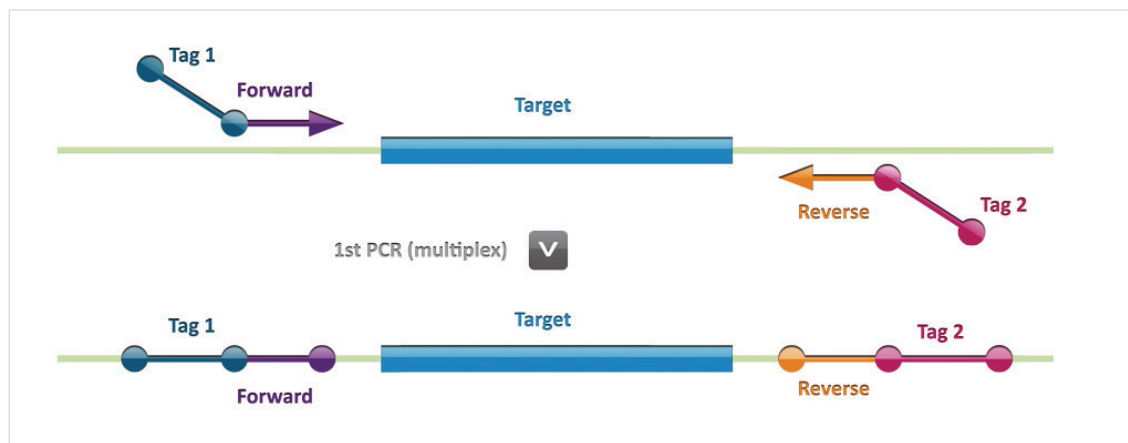 Tag 1
Forward
Target
Reverse
Tag 2
1st PCR (multiplex)
V
Tag 1
Target
Tag 2
Forward
Reverse